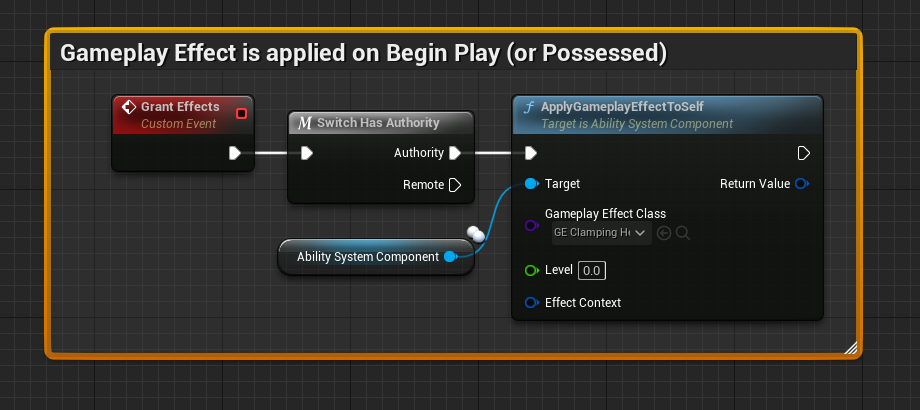 Gameplay Effect is applied on Begin Play (or Possessed)
Grant Effects
Custom Event
Switch Has Authority
Authority
Remote
Ability System Component
ApplyGameplayEffectToSelf
Target is Ability System Component
Target
Return Value
Gameplay Effect Class
GE Clamping He
Level 0.0
Effect Context